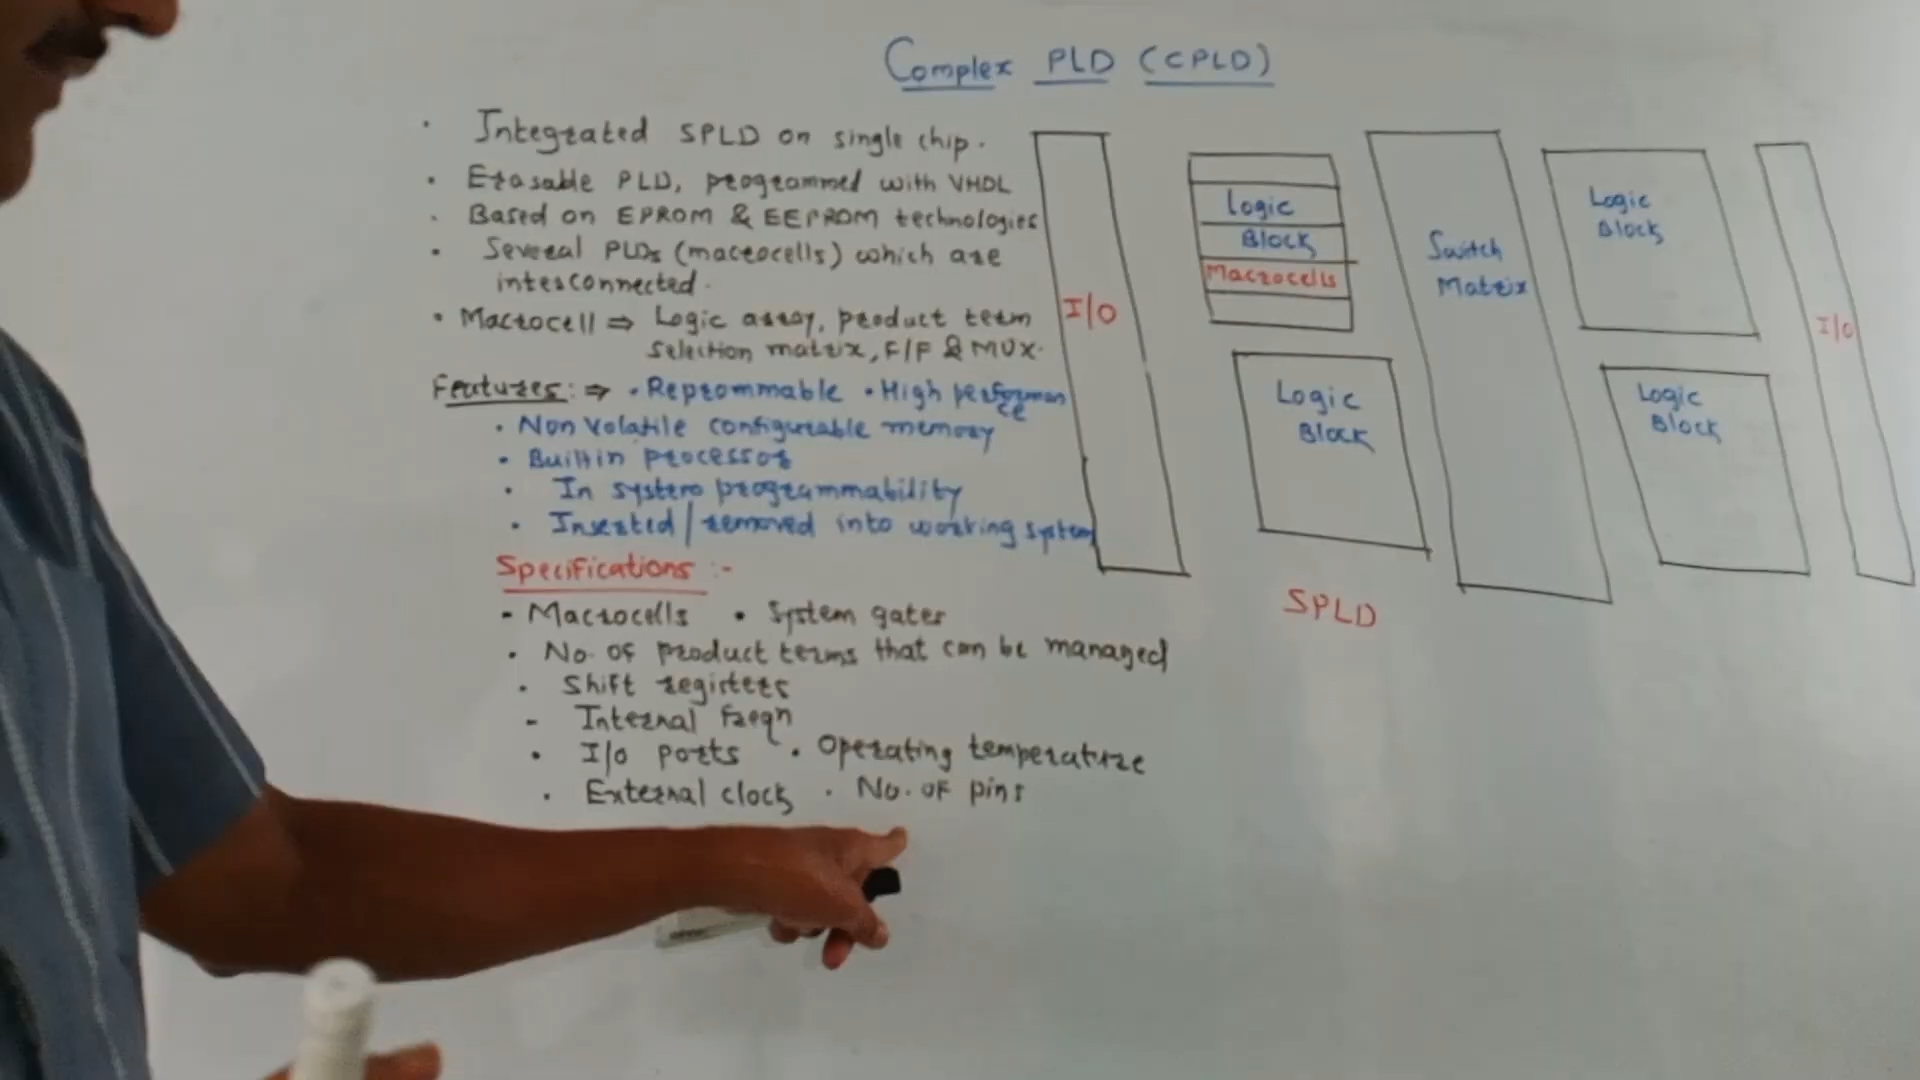 Complex PLD (CPLD)
· Integrated SPLD on single chip.
· Erasable PLD, programmed with VHDL
· Based on EPROM & EEPROM technologies
· Several PLDs (macrocells) which are
interconnected.
· Macrocell ⇒ Logic array, product term
selection matrix, F/F & MUX.
Features: ⇒ · Reprommable · High performance
· Non Volatile configurable memory
· Builtin processor
· In system programmability
· Inserted/removed into working system
Specifications :-
- Macrocells · System gates
· No. of product terms that can be managed
· Shift registers
- Internal freqn
· I/o ports · Operating temperature
· External clock · No. of pins
I/O
Logic
Block
Macrocells
Logic
Block
Switch
Matrix
Logic
Block
Logic
Block
I/O
SPLD